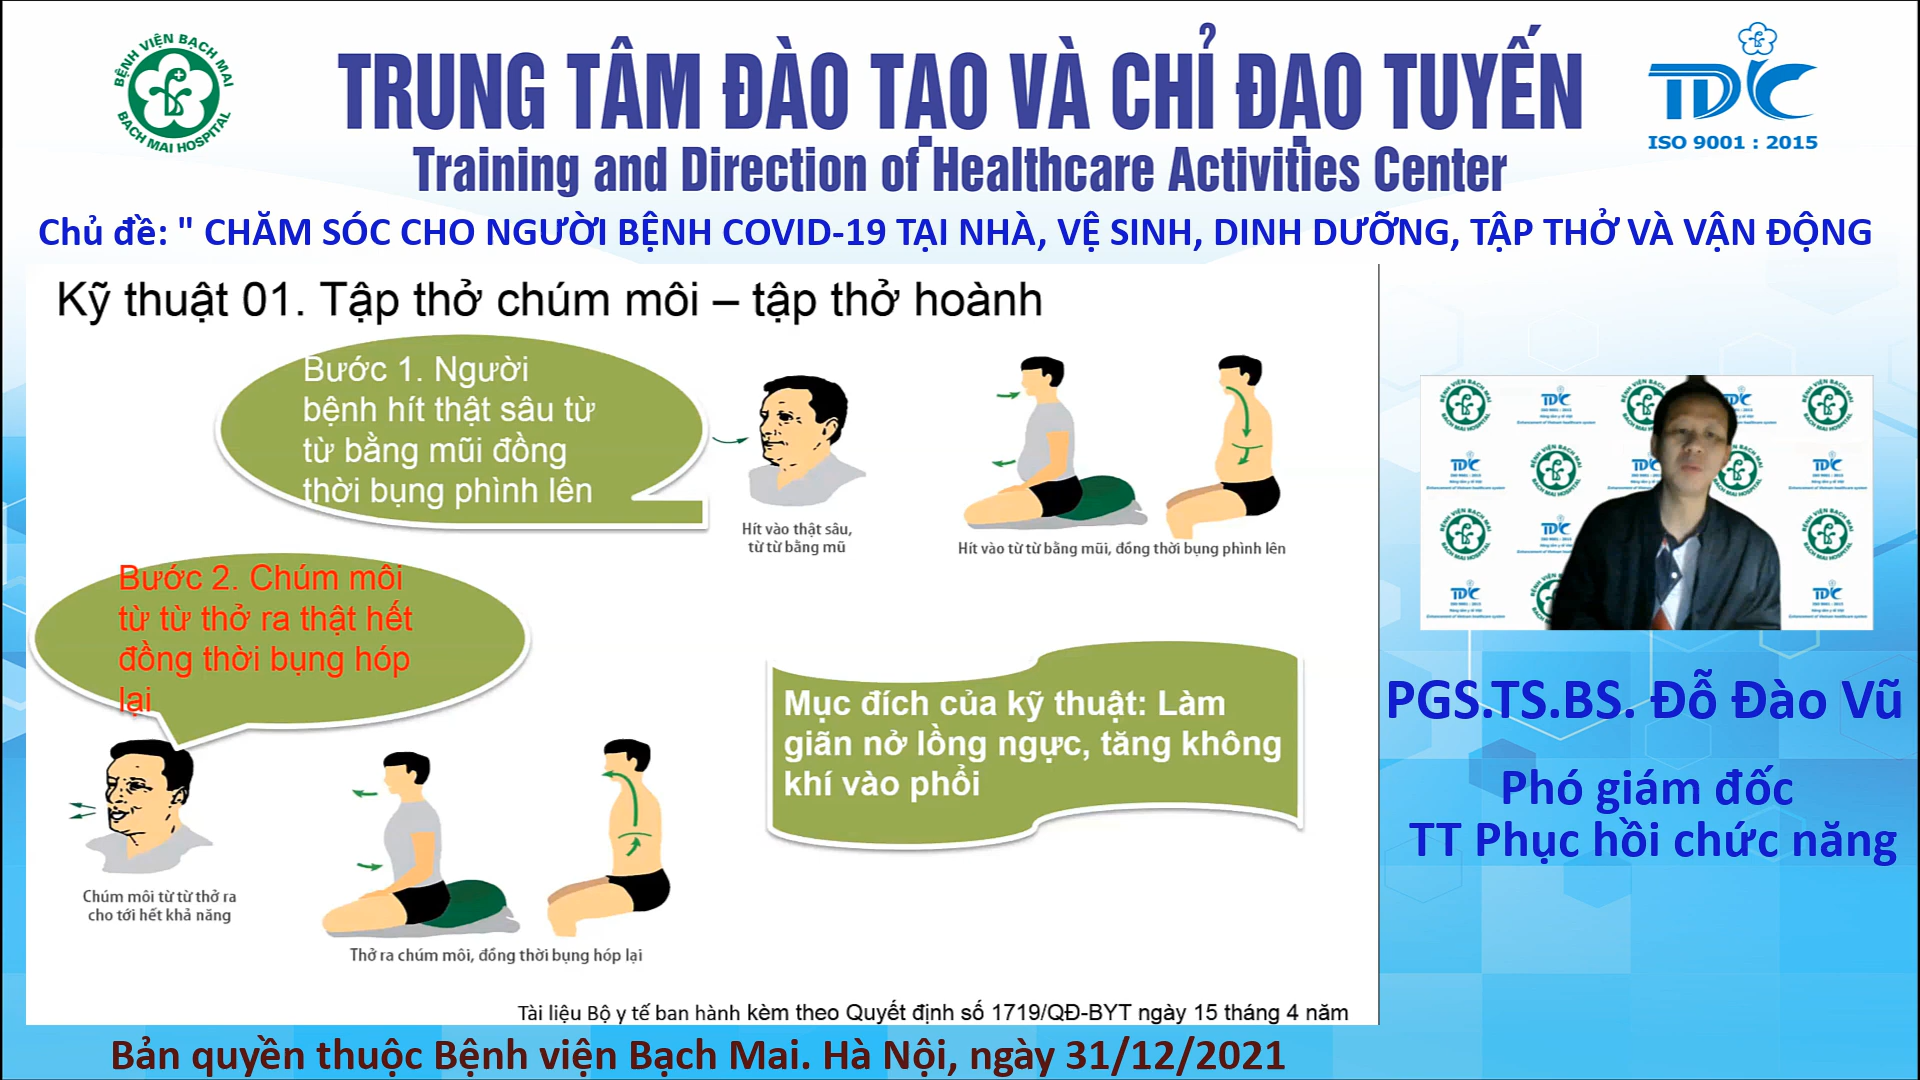 BỆNH VIỆN BẠCH MAI
BACH MAI HOSPITAL
TRUNG TÂM ĐÀO TẠO VÀ CHỈ ĐẠO TUYẾN
Training and Direction of Healthcare Activities Center
TDC
ISO 9001 : 2015
Chủ đề: " CHĂM SÓC CHO NGƯỜI BỆNH COVID-19 TẠI NHÀ, VỆ SINH, DINH DƯỠNG, TẬP THỞ VÀ VẬN ĐỘNG
Kỹ thuật 01. Tập thở chúm môi – tập thở hoành
Bước 1. Người
bệnh hít thật sâu từ
từ bằng mũi đồng
thời bụng phình lên
Hít vào thật sâu,
từ từ bằng mũ
Hít vào từ từ bằng mũi, đồng thời bụng phình lên
Bước 2. Chúm môi
từ từ thở ra thật hết
đồng thời bụng hóp
lại
Mục đích của kỹ thuật: Làm
giãn nở lồng ngực, tăng không
khí vào phổi
Chúm môi từ từ thở ra
cho tới hết khả năng
Thở ra chúm môi, đồng thời bụng hóp lại
Tài liệu Bộ y tế ban hành kèm theo Quyết định số 1719/QĐ-BYT ngày 15 tháng 4 năm
PGS.TS.BS. Đỗ Đào Vũ
Phó giám đốc
TT Phục hồi chức năng
Bản quyền thuộc Bệnh viện Bạch Mai. Hà Nội, ngày 31/12/2021